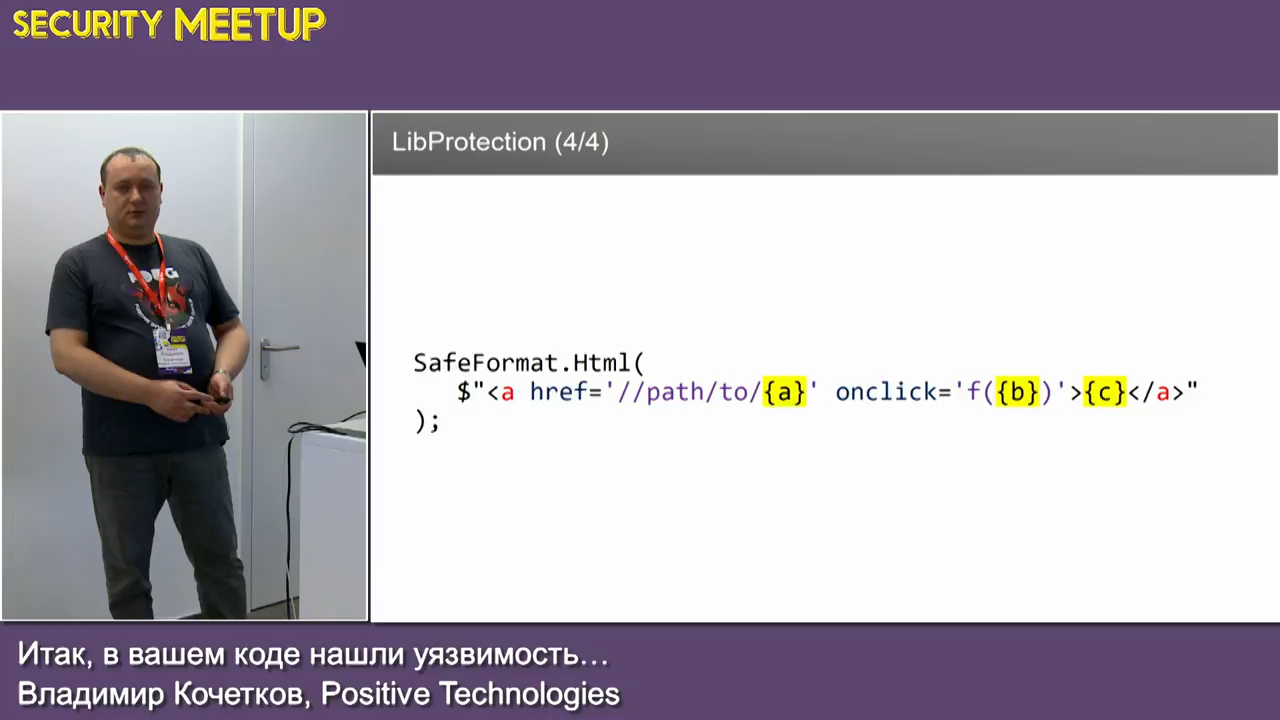 SECURITY MEETUP
LibProtection (4/4)
SafeFormat.Html(
$"<a href='//path/to/{a}' onclick='f({b})'>{c}</a>"
);
Итак, в вашем коде нашли уязвимость…
Владимир Кочетков, Positive Technologies